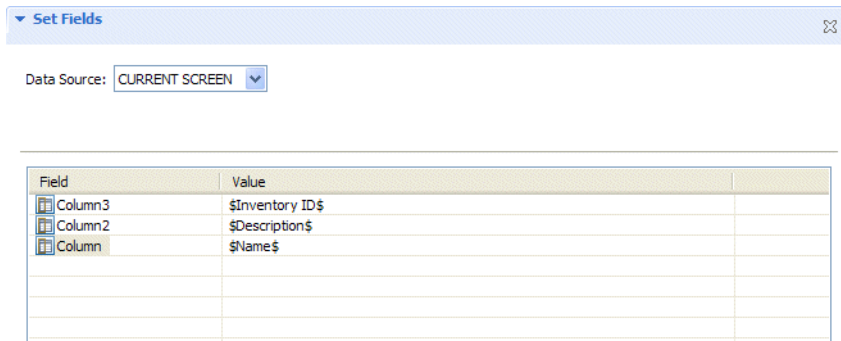 Set Fields
Data Source: CURRENT SCREEN
Field Value
Column3 $Inventory ID$
Column2 $Description$
Column $Name$